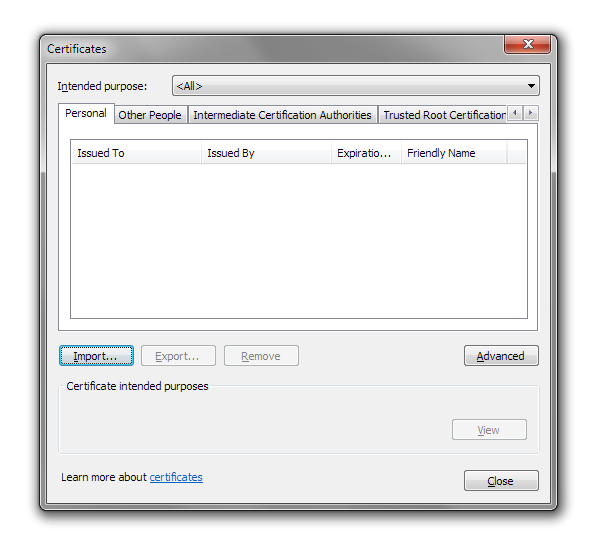 Certificates
Intended purpose: <All>
Personal Other People Intermediate Certification Authorities Trusted Root Certification
Issued To Issued By Expiratio... Friendly Name
Import... Export... Remove Advanced
Certificate intended purposes
View
Learn more about certificates
Close